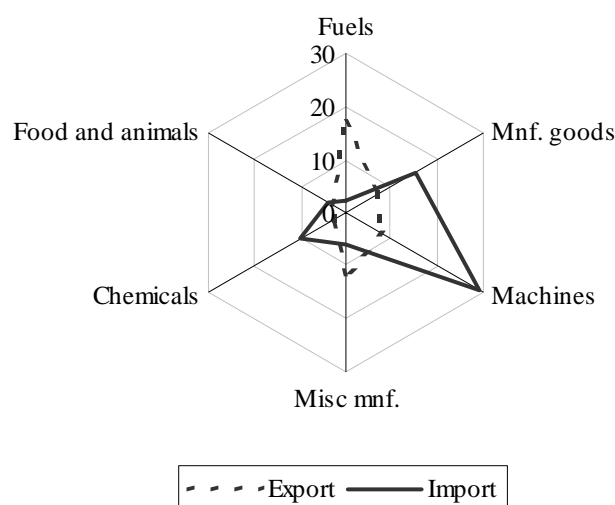 Fuels
30
20
10
0
Food and animals
Mnf. goods
Chemicals
Machines
Misc mnf.
Export Import